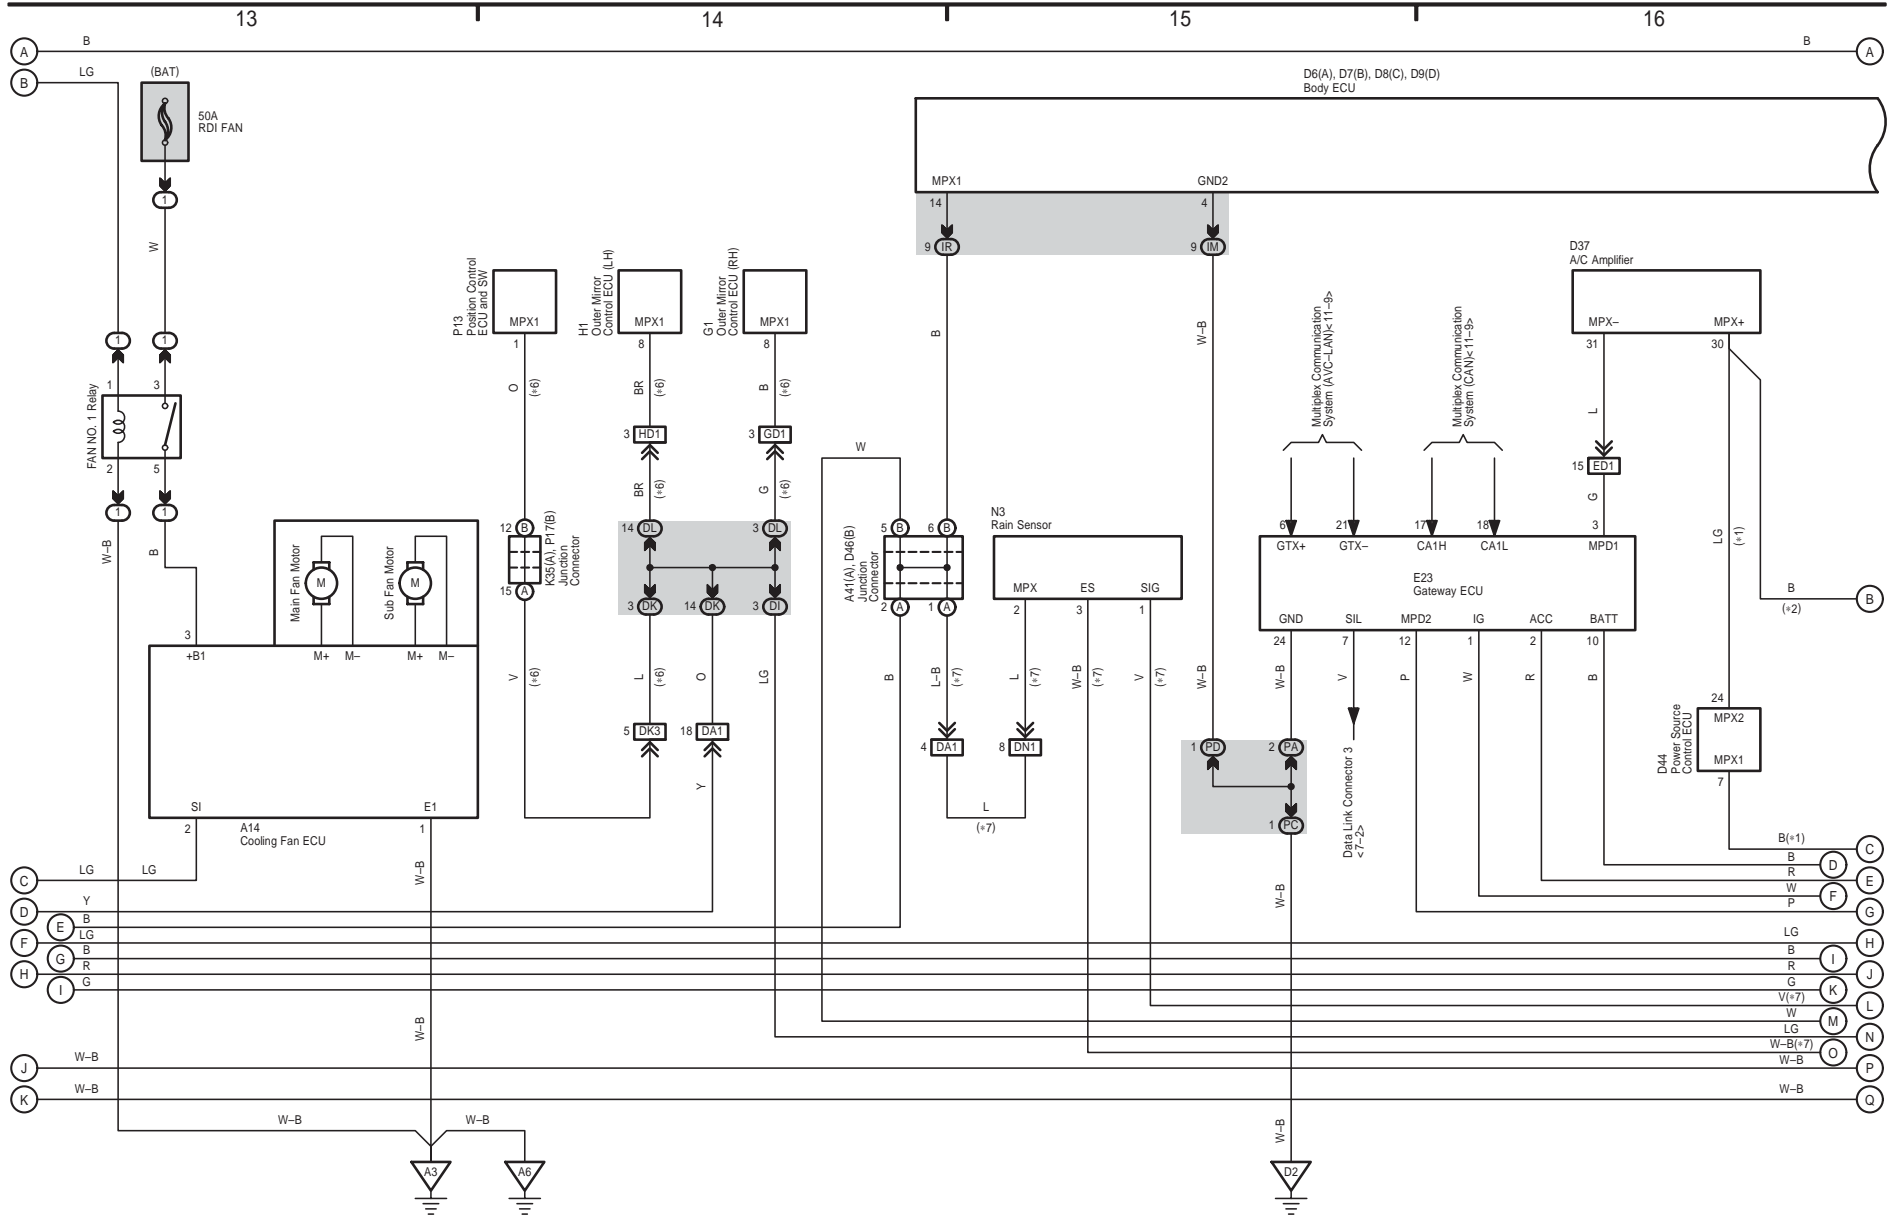 13
14
15
16
A
B
B
A
B
LG
(BAT)
50A
RDI FAN
1
W
1
1
1
3
FAN NO. 1 Relay
2
5
1
1
W–B
B
Main Fan Motor
M
Sub Fan Motor
M
3
+B1
M+
M–
M+
M–
SI
E1
2
A14
Cooling Fan ECU
1
W–B
W–B
P13
Position Control
ECU and SW
MPX1
1
O
(∗6)
12
B
K35(A), P17(B)
Junction
Connector
15
A
V
(∗6)
H1
Outer Mirror
Control ECU (LH)
MPX1
8
BR
(∗6)
3
HD1
BR
(∗6)
14
DL
3
DK
L
(∗6)
5
DK3
G1
Outer Mirror
Control ECU (RH)
MPX1
8
B
(∗6)
3
GD1
G
(∗6)
3
DL
14
DK
3
DI
O
LG
18
DA1
Y
D6(A), D7(B), D8(C), D9(D)
Body ECU
MPX1
GND2
14
4
9
IR
9
IM
B
W–B
W
5
B
6
B
A41(A), D46(B)
Junction
Connector
2
A
1
A
B
L–B
(∗7)
4
DA1
N3
Rain Sensor
MPX
ES
SIG
2
3
1
L
(∗7)
W–B
(∗7)
V
(∗7)
8
DN1
L
(∗7)
W–B
1
PD
2
PA
1
PC
W–B
W–B
Multiplex Communication
System (AVC–LAN)<11–9>
Multiplex Communication
System (CAN)<11–9>
6
21
17
18
3
GTX+
GTX–
CA1H
CA1L
MPD1
E23
Gateway ECU
GND
SIL
MPD2
IG
ACC
BATT
24
7
12
1
2
10
W–B
V
P
W
R
B
Data Link Connector 3
<7–2>
D37
A/C Amplifier
MPX–
MPX+
31
30
L
15
ED1
G
LG
(∗1)
B
(∗2)
B
24
MPX2
MPX1
D44
Power Source
Control ECU
7
B(∗1)
C
B
D
R
E
W
F
P
G
C
LG
LG
D
Y
E
B
F
LG
LG
H
G
B
B
I
H
R
R
J
I
G
G
K
V(∗7)
L
W
M
LG
N
W–B(∗7)
O
J
W–B
W–B
P
K
W–B
W–B
Q
W–B
W–B
A3
A6
D2